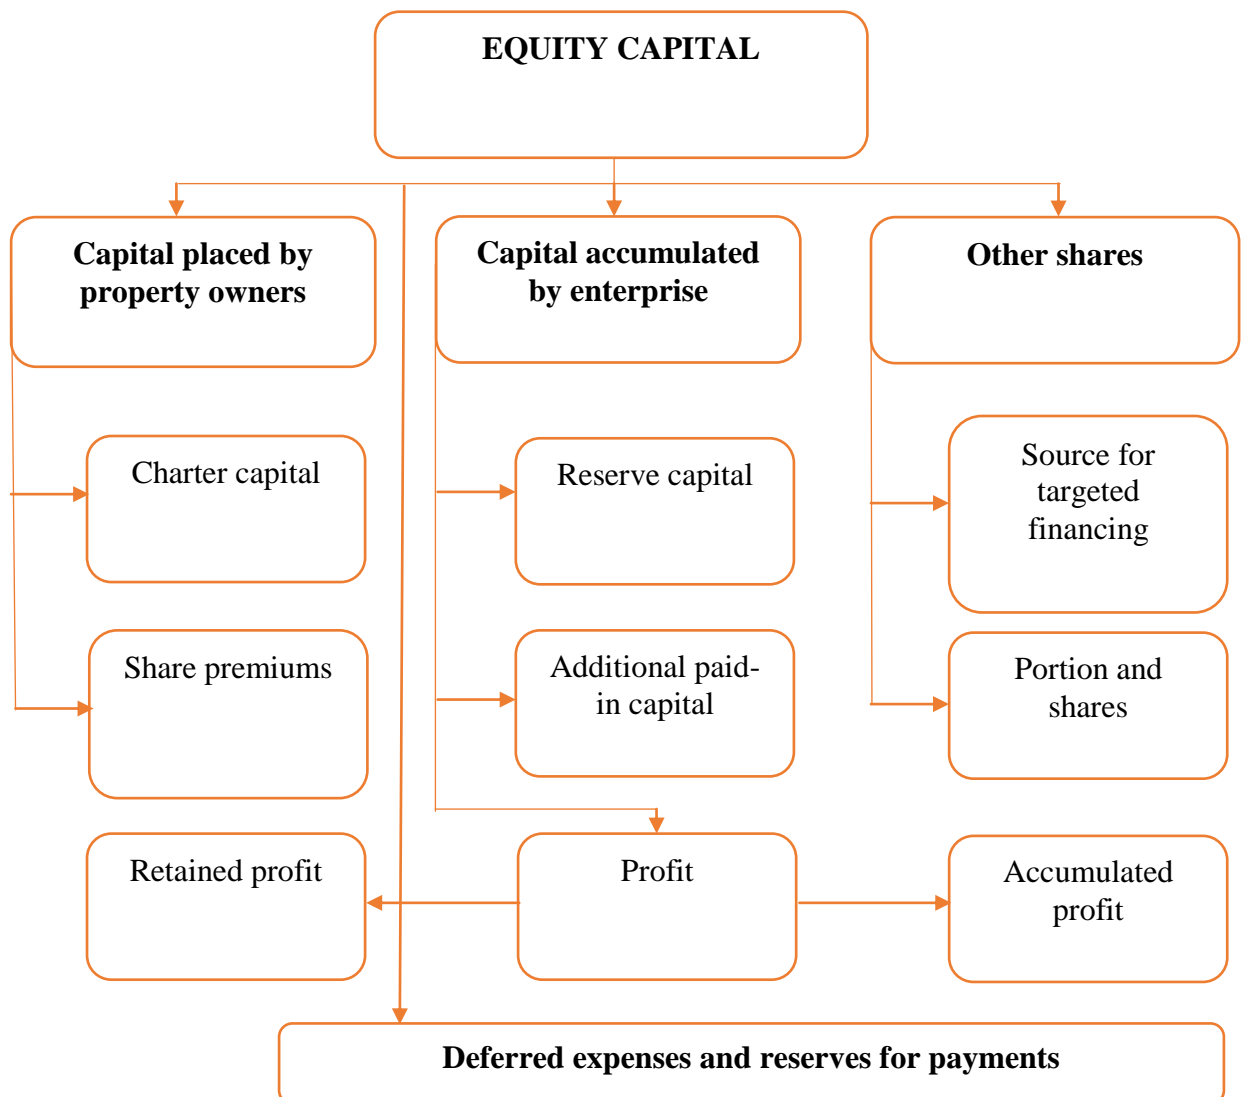 EQUITY CAPITAL
Capital placed by
property owners
Capital accumulated
by enterprise
Other shares
Charter capital
Reserve capital
Source for
targeted
financing
Share premiums
Additional paid-
in capital
Portion and
shares
Retained profit
Profit
Accumulated
profit
Deferred expenses and reserves for payments